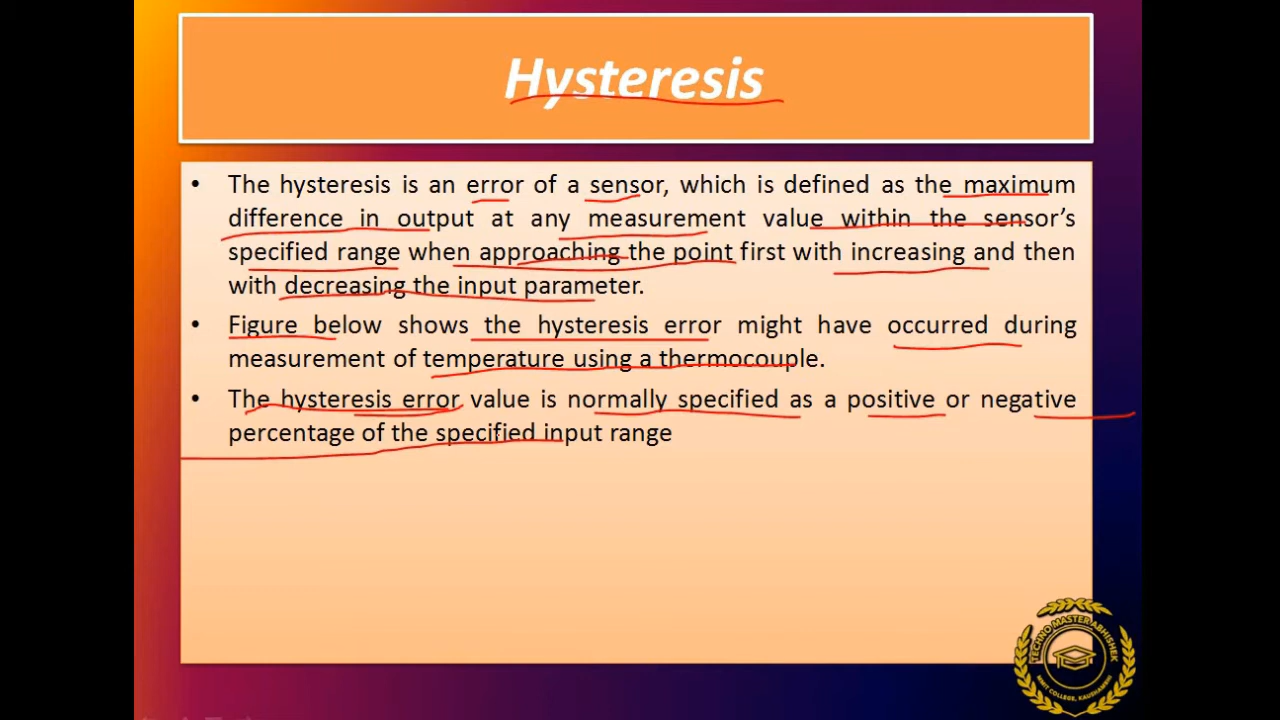 Hysteresis
• The hysteresis is an error of a sensor, which is defined as the maximum
difference in output at any measurement value within the sensor’s
specified range when approaching the point first with increasing and then
with decreasing the input parameter.
• Figure below shows the hysteresis error might have occurred during
measurement of temperature using a thermocouple.
• The hysteresis error value is normally specified as a positive or negative
percentage of the specified input range
TECHNO MASTER ABHISHEK